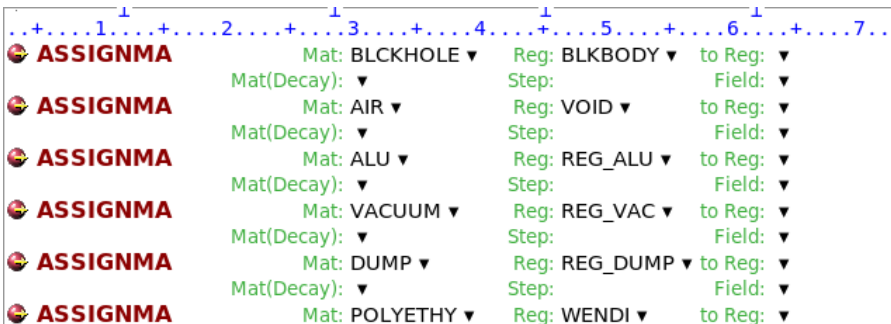 ..+....1....+....2....+....3....+....4....+....5....+....6....+....7..
ASSIGNMA Mat: BLCKHOLE ▼ Reg: BLKBODY ▼ to Reg: ▼
Mat(Decay): ▼ Step: Field: ▼
ASSIGNMA Mat: AIR ▼ Reg: VOID ▼ to Reg: ▼
Mat(Decay): ▼ Step: Field: ▼
ASSIGNMA Mat: ALU ▼ Reg: REG_ALU ▼ to Reg: ▼
Mat(Decay): ▼ Step: Field: ▼
ASSIGNMA Mat: VACUUM ▼ Reg: REG_VAC ▼ to Reg: ▼
Mat(Decay): ▼ Step: Field: ▼
ASSIGNMA Mat: DUMP ▼ Reg: REG_DUMP ▼ to Reg: ▼
Mat(Decay): ▼ Step: Field: ▼
ASSIGNMA Mat: POLYETHY ▼ Reg: WENDI ▼ to Reg: ▼